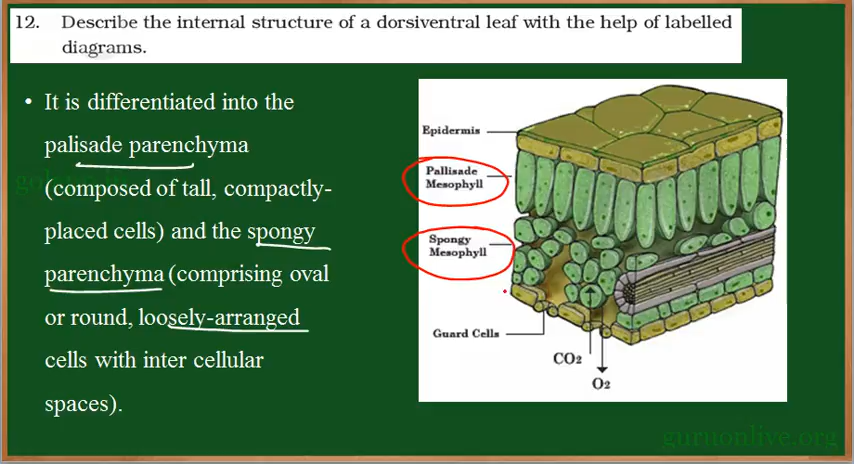 12. Describe the internal structure of a dorsiventral leaf with the help of labelled
diagrams.
• It is differentiated into the
palisade parenchyma
(composed of tall, compactly-
placed cells) and the spongy
parenchyma (comprising oval
or round, loosely-arranged
cells with inter cellular
spaces).
Epidermis
Pallisade
Mesophyll
Spongy
Mesophyll
Guard Cells
CO2
O2
gurnonlive.org